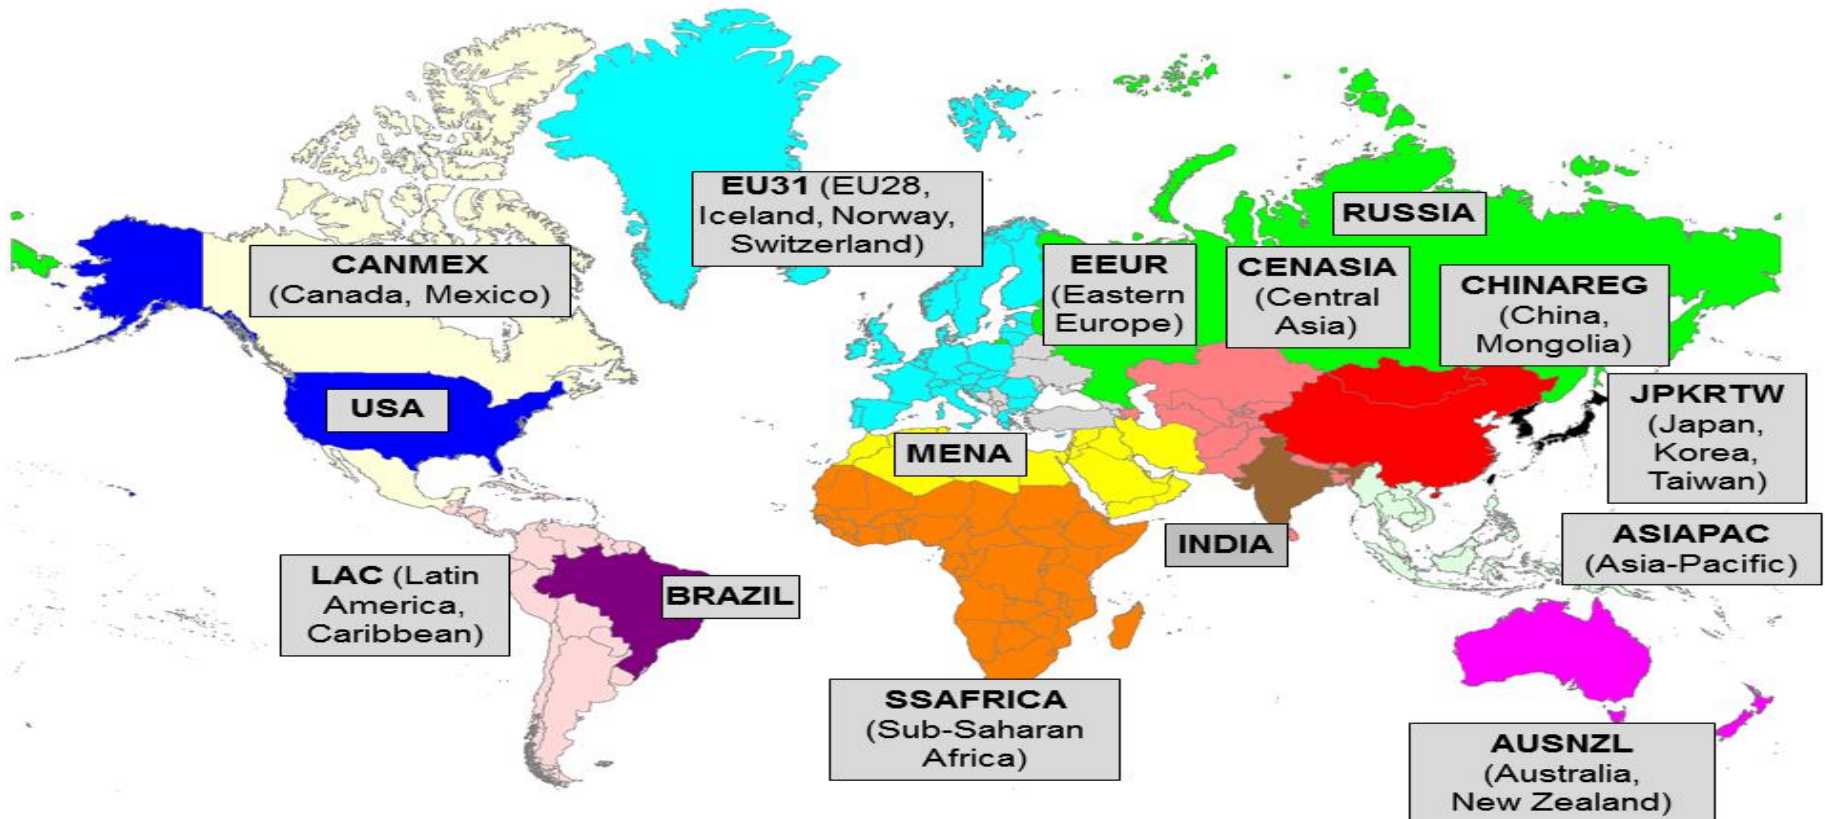 EU31 (EU28,
Iceland, Norway,
Switzerland)
RUSSIA
CANMEX
(Canada, Mexico)
EEUR
(Eastern
Europe)
CENASIA
(Central
Asia)
CHINAREG
(China,
Mongolia)
USA
JPKRTW
(Japan,
Korea,
Taiwan)
MENA
INDIA
ASIAPAC
(Asia-Pacific)
LAC (Latin
America,
Caribbean)
BRAZIL
SSAFRICA
(Sub-Saharan
Africa)
AUSNZL
(Australia,
New Zealand)